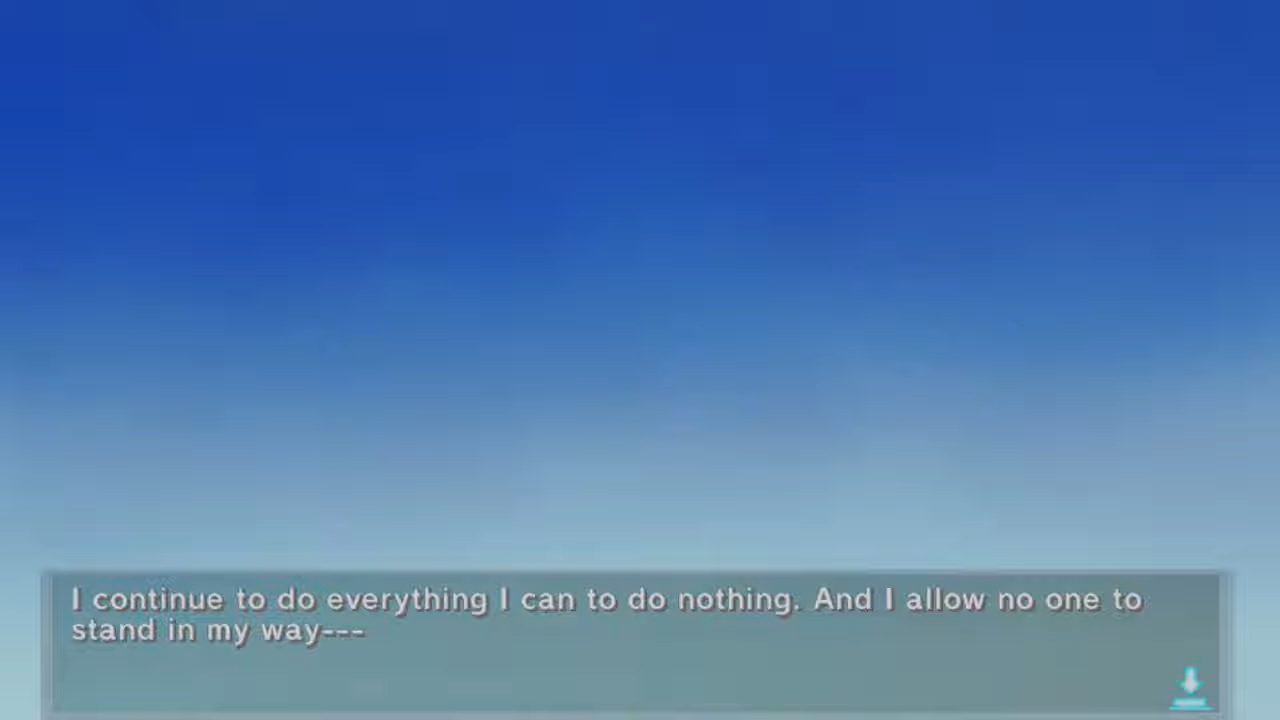 I continue to do everything I can to do nothing. And I allow no one to
stand in my way---